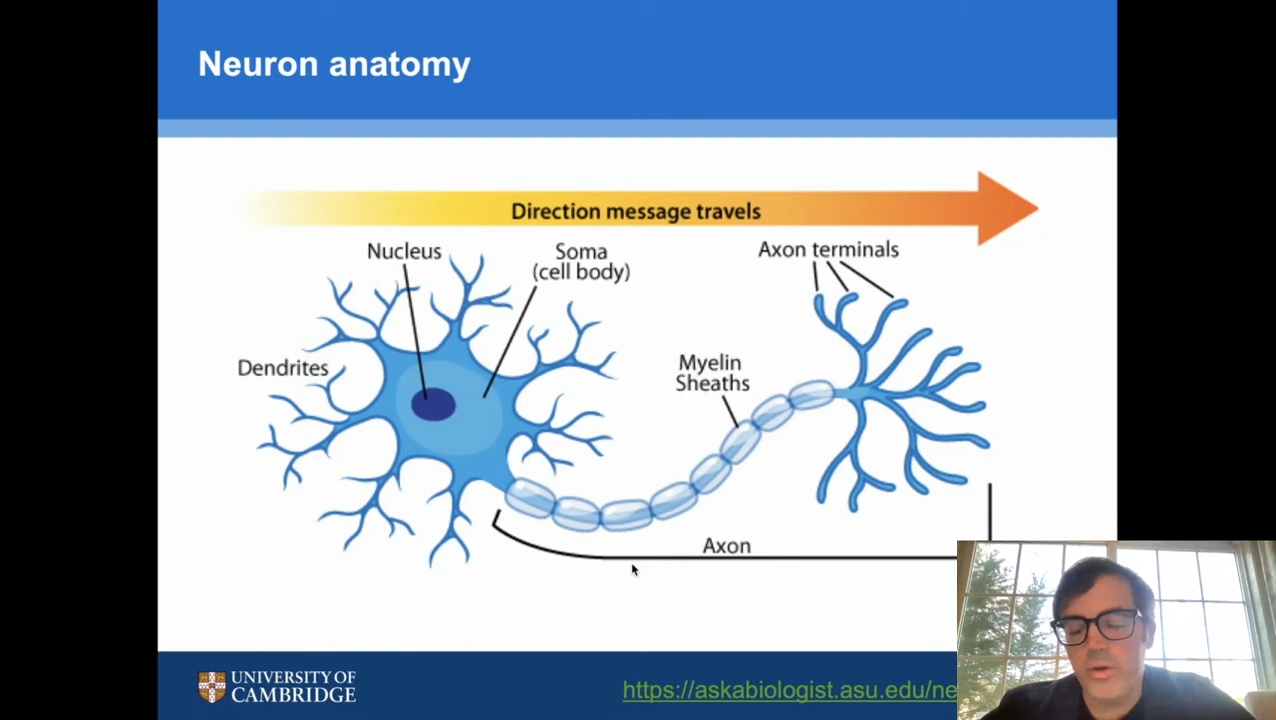 Neuron anatomy
Direction message travels
Nucleus
Soma
(cell body)
Axon terminals
Dendrites
Myelin
Sheaths
Axon
UNIVERSITY OF
CAMBRIDGE
https://askabiologist.asu.edu/ne